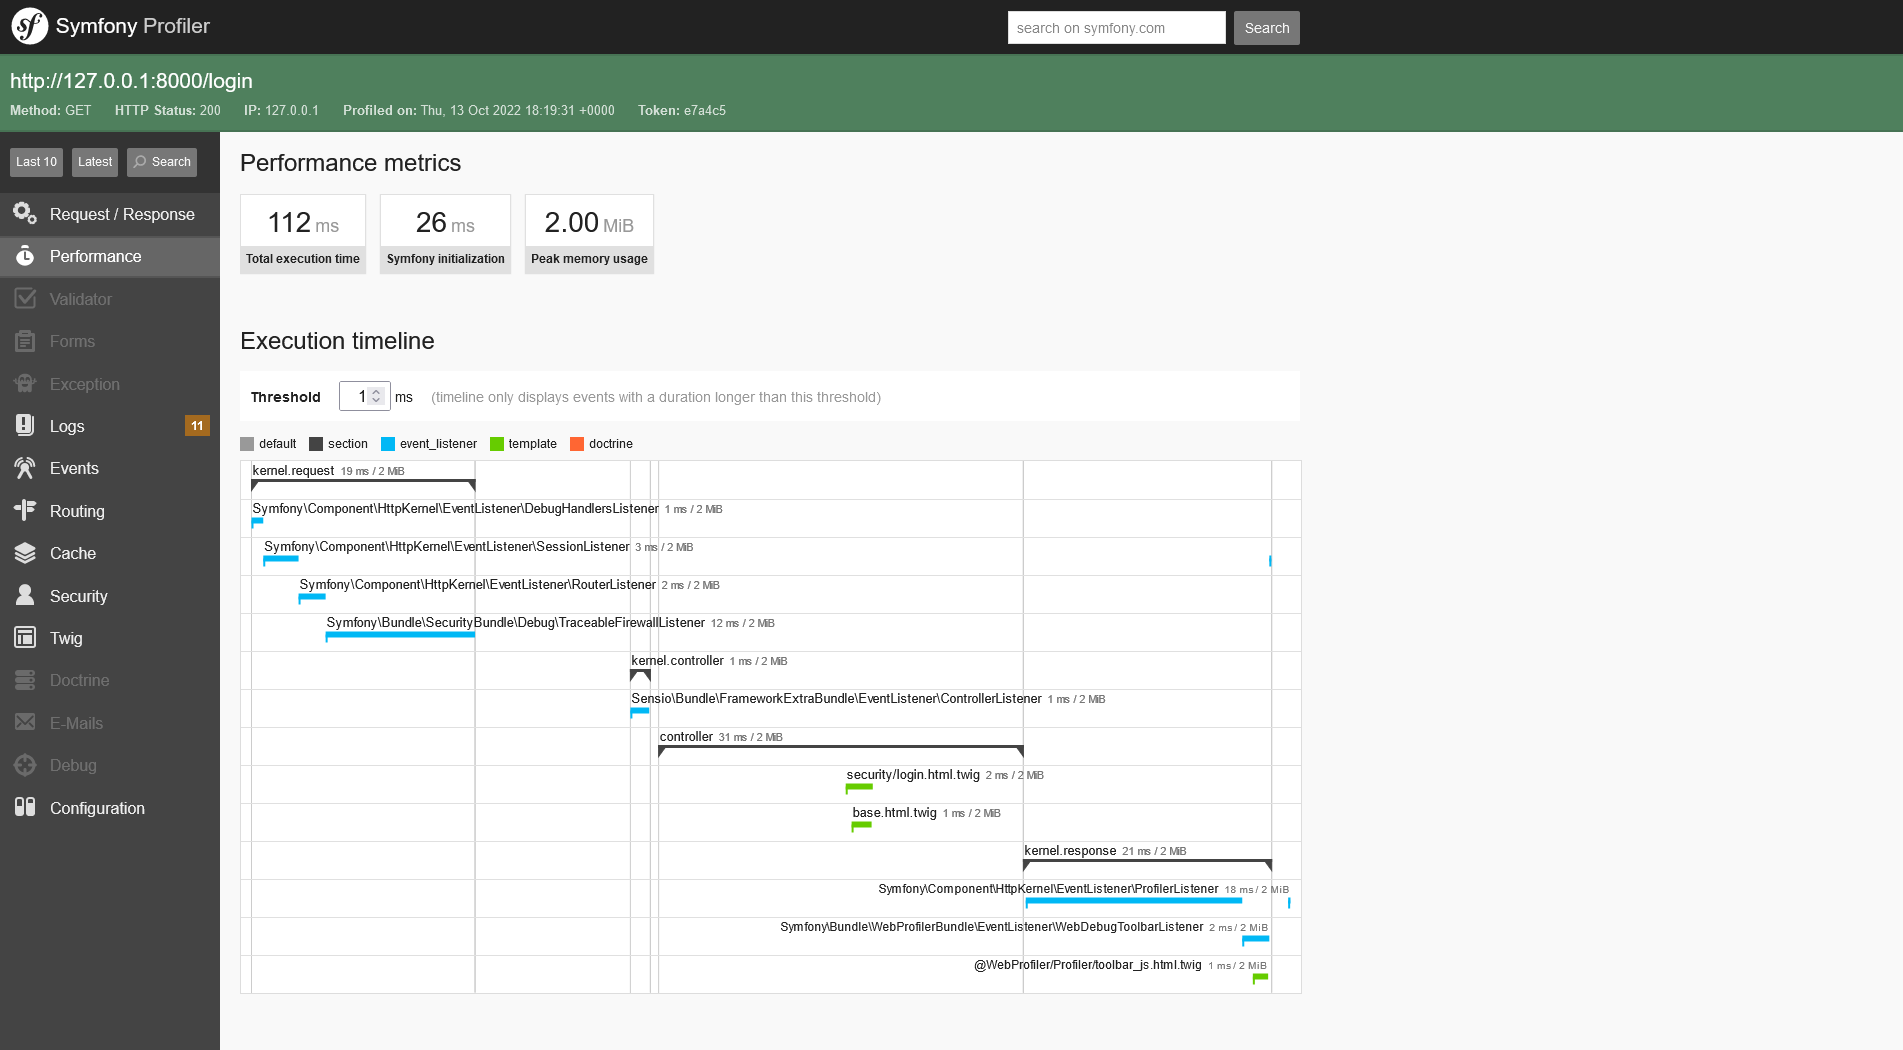 Symfony Profiler
search on symfony.com
Search
http://127.0.0.1:8000/login
Method: GET HTTP Status: 200 IP: 127.0.0.1 Profiled on: Thu, 13 Oct 2022 18:19:31 +0000 Token: e7a4c5
Last 10
Latest
Search
Request / Response
Performance
Validator
Forms
Exception
Logs 11
Events
Routing
Cache
Security
Twig
Doctrine
E-Mails
Debug
Configuration
Performance metrics
112 ms
Total execution time
26 ms
Symfony initialization
2.00 MiB
Peak memory usage
Execution timeline
Threshold 1 ms (timeline only displays events with a duration longer than this threshold)
default section event_listener template doctrine
kernel.request 19 ms / 2 MiB
Symfony\Component\HttpKernel\EventListener\DebugHandlersListener 1 ms / 2 MiB
Symfony\Component\HttpKernel\EventListener\SessionListener 3 ms / 2 MiB
Symfony\Component\HttpKernel\EventListener\RouterListener 2 ms / 2 MiB
Symfony\Bundle\SecurityBundle\Debug\TraceableFirewallListener 12 ms / 2 MiB
kernel.controller 1 ms / 2 MiB
Sensio\Bundle\FrameworkExtraBundle\EventListener\ControllerListener 1 ms / 2 MiB
controller 31 ms / 2 MiB
security/login.html.twig 2 ms / 2 MiB
base.html.twig 1 ms / 2 MiB
kernel.response 21 ms / 2 MiB
Symfony\Component\HttpKernel\EventListener\ProfilerListener 18 ms / 2 MiB
Symfony\Bundle\WebProfilerBundle\EventListener\WebDebugToolbarListener 2 ms / 2 MiB
@WebProfiler/Profiler/toolbar_js.html.twig 1 ms / 2 MiB